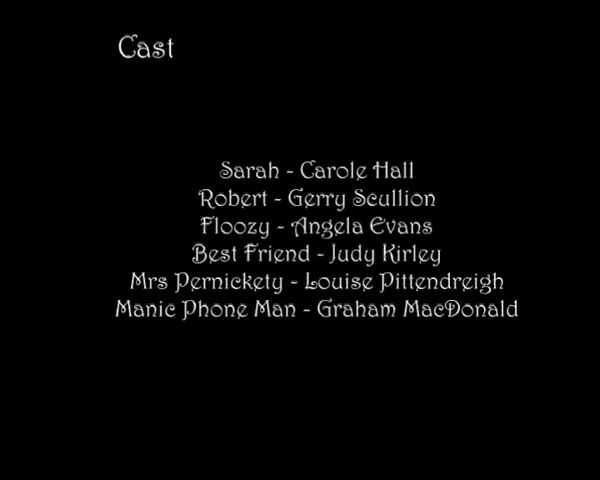 Cast
Sarah - Carole Hall
Robert - Gerry Scullion
Floozy - Angela Evans
Best Friend - Judy Kirley
Mrs Pernickety - Louise Pittendreigh
Manic Phone Man - Graham MacDonald